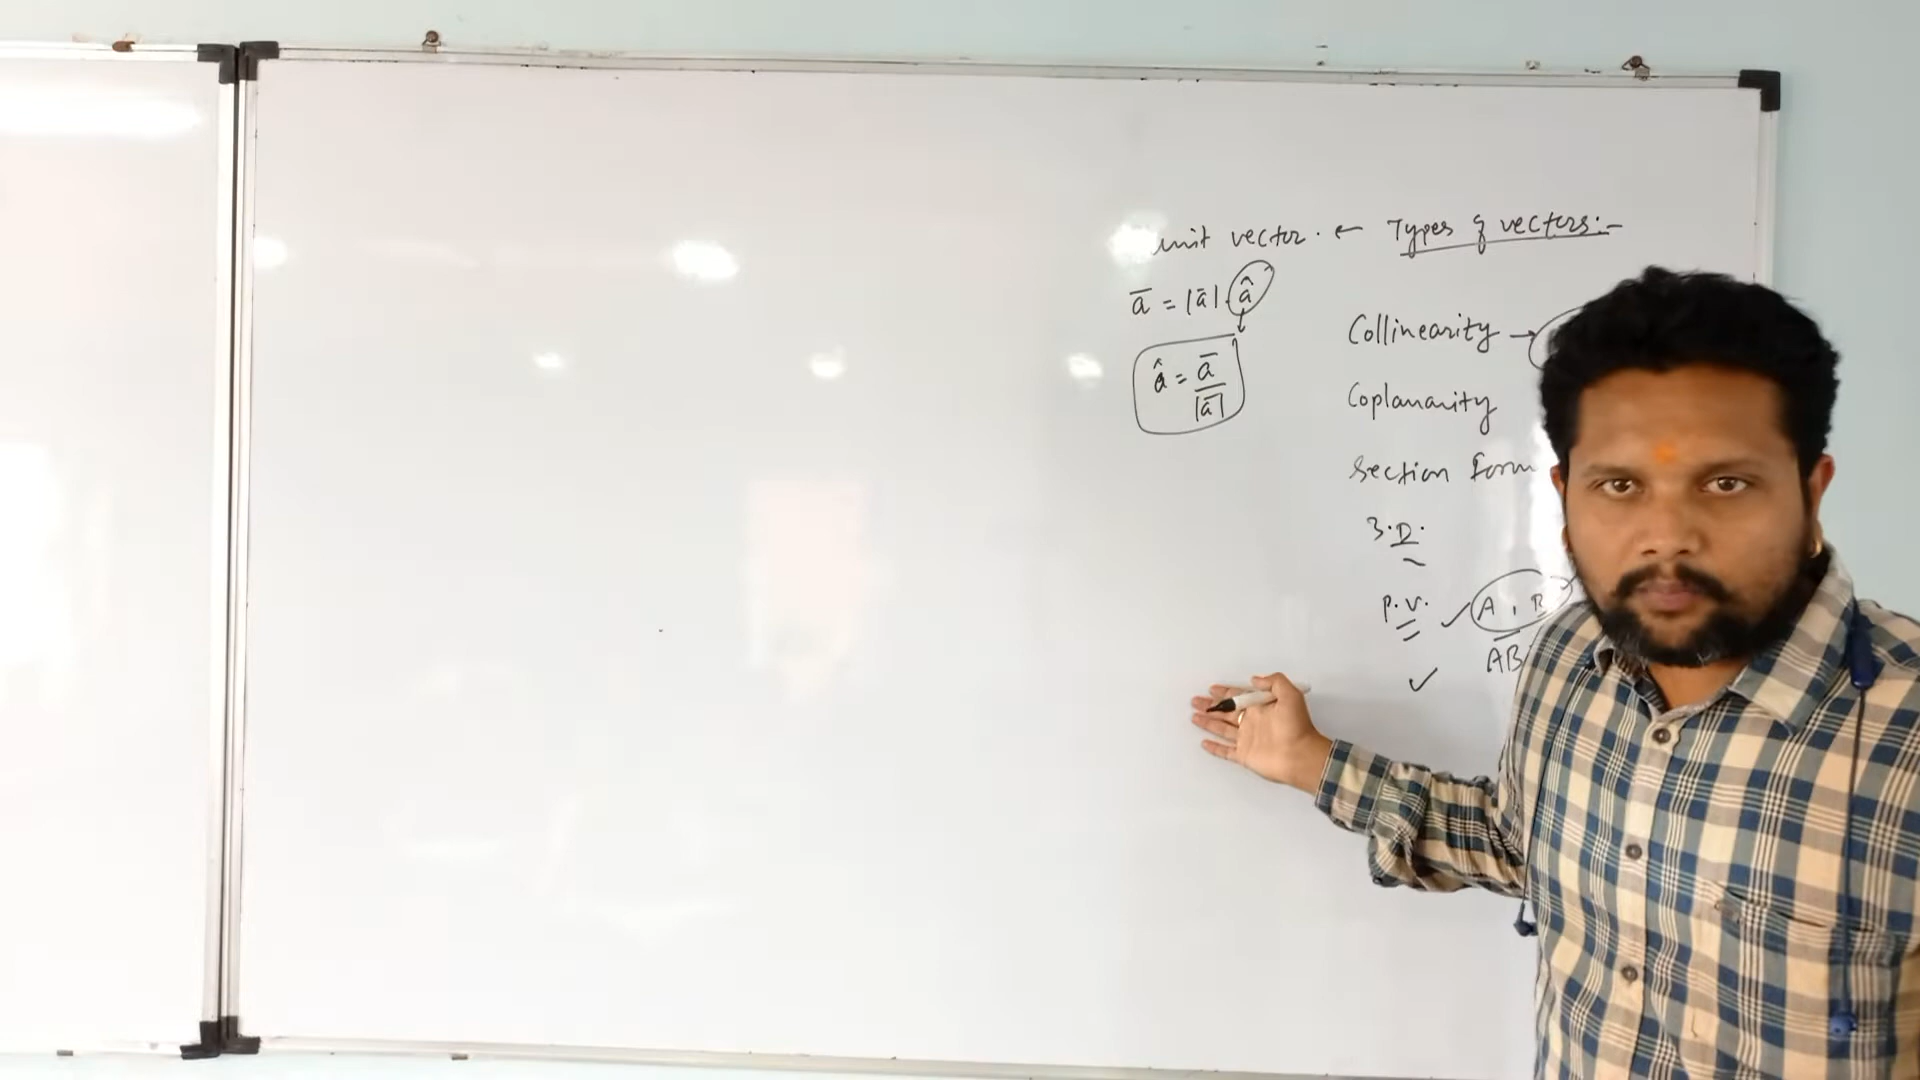 unit vector. ← Types of vectors:-
a̅ = |a̅| · â
â = a̅ / |a̅|
Collinearity →
Coplanarity
Section Form
3.D.
P.V. ✓ A, B
AB
✓